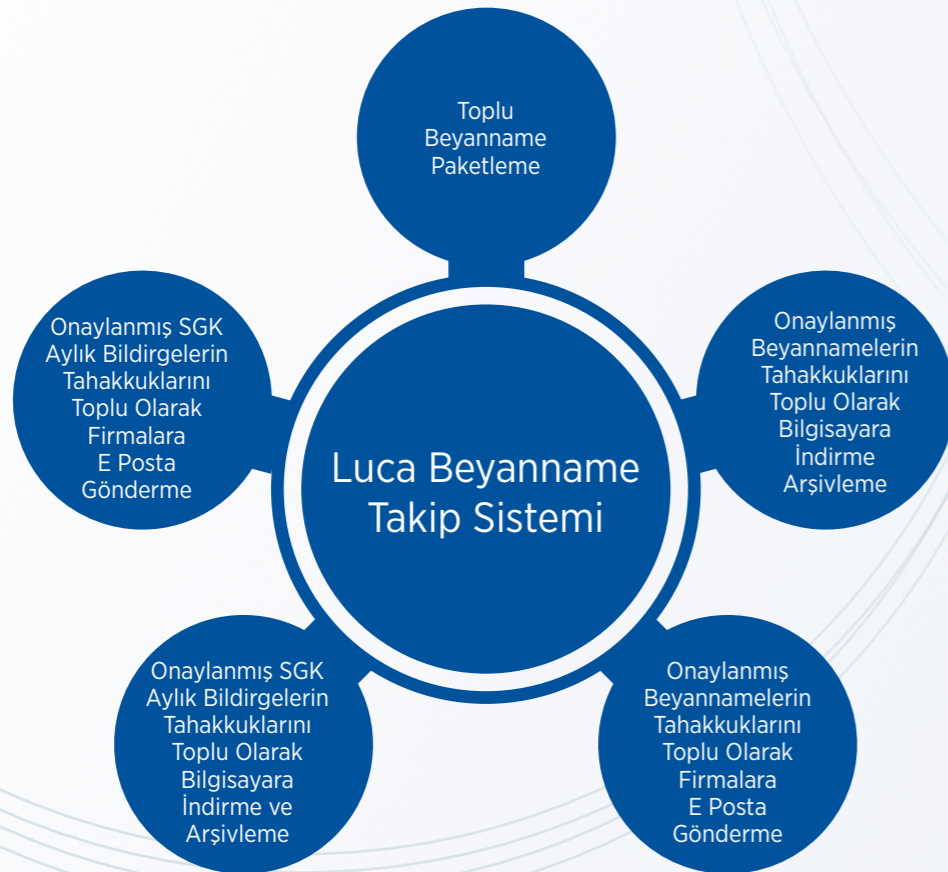 Toplu
Beyanname
Paketleme
Onaylanmış SGK
Aylık Bildirgelerin
Tahakkuklarını
Toplu Olarak
Firmalara
E Posta
Gönderme
Onaylanmış
Beyannamelerin
Tahakkuklarını
Toplu Olarak
Bilgisayara
İndirme
Arşivleme
Luca Beyanname
Takip Sistemi
Onaylanmış SGK
Aylık Bildirgelerin
Tahakkuklarını
Toplu Olarak
Bilgisayara
İndirme ve
Arşivleme
Onaylanmış
Beyannamelerin
Tahakkuklarını
Toplu Olarak
Firmalara
E Posta
Gönderme